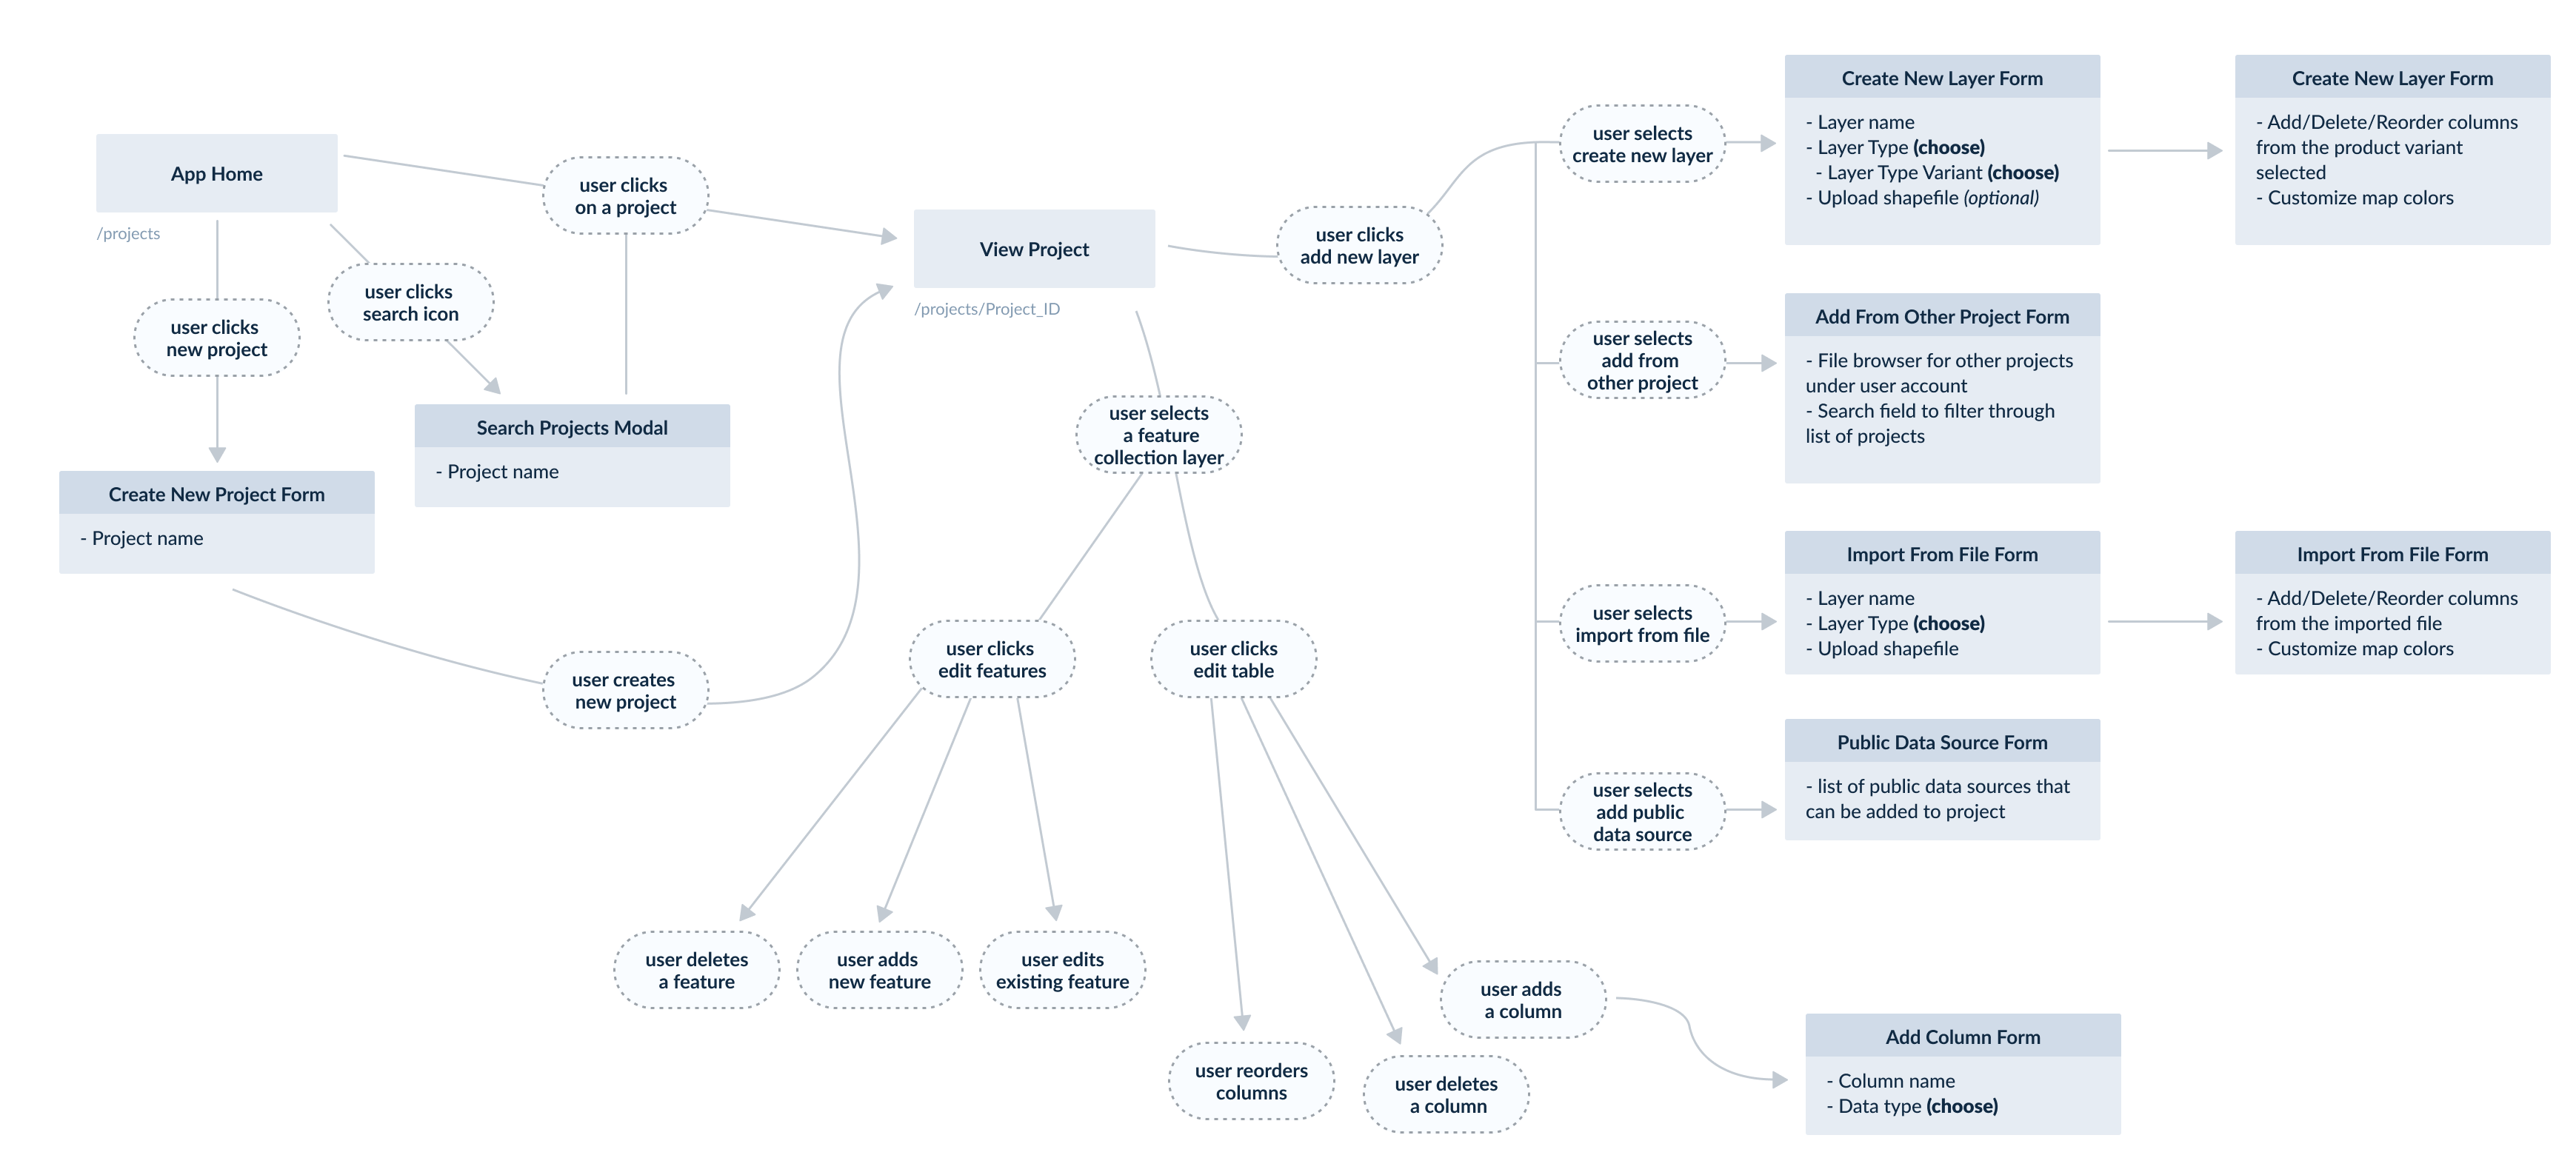 App Home
/projects
user clicks
new project
user clicks
search icon
user clicks
on a project
Search Projects Modal
- Project name
Create New Project Form
- Project name
user creates
new project
View Project
/projects/Project_ID
user clicks
add new layer
user selects
a feature
collection layer
user clicks
edit features
user clicks
edit table
user deletes
a feature
user adds
new feature
user edits
existing feature
user reorders
columns
user deletes
a column
user adds
a column
Add Column Form
- Column name
- Data type (choose)
user selects
create new layer
Create New Layer Form
- Layer name
- Layer Type (choose)
- Layer Type Variant (choose)
- Upload shapefile (optional)
Create New Layer Form
- Add/Delete/Reorder columns
from the product variant
selected
- Customize map colors
user selects
add from
other project
Add From Other Project Form
- File browser for other projects
under user account
- Search field to filter through
list of projects
user selects
import from file
Import From File Form
- Layer name
- Layer Type (choose)
- Upload shapefile
Import From File Form
- Add/Delete/Reorder columns
from the imported file
- Customize map colors
user selects
add public
data source
Public Data Source Form
- list of public data sources that
can be added to project